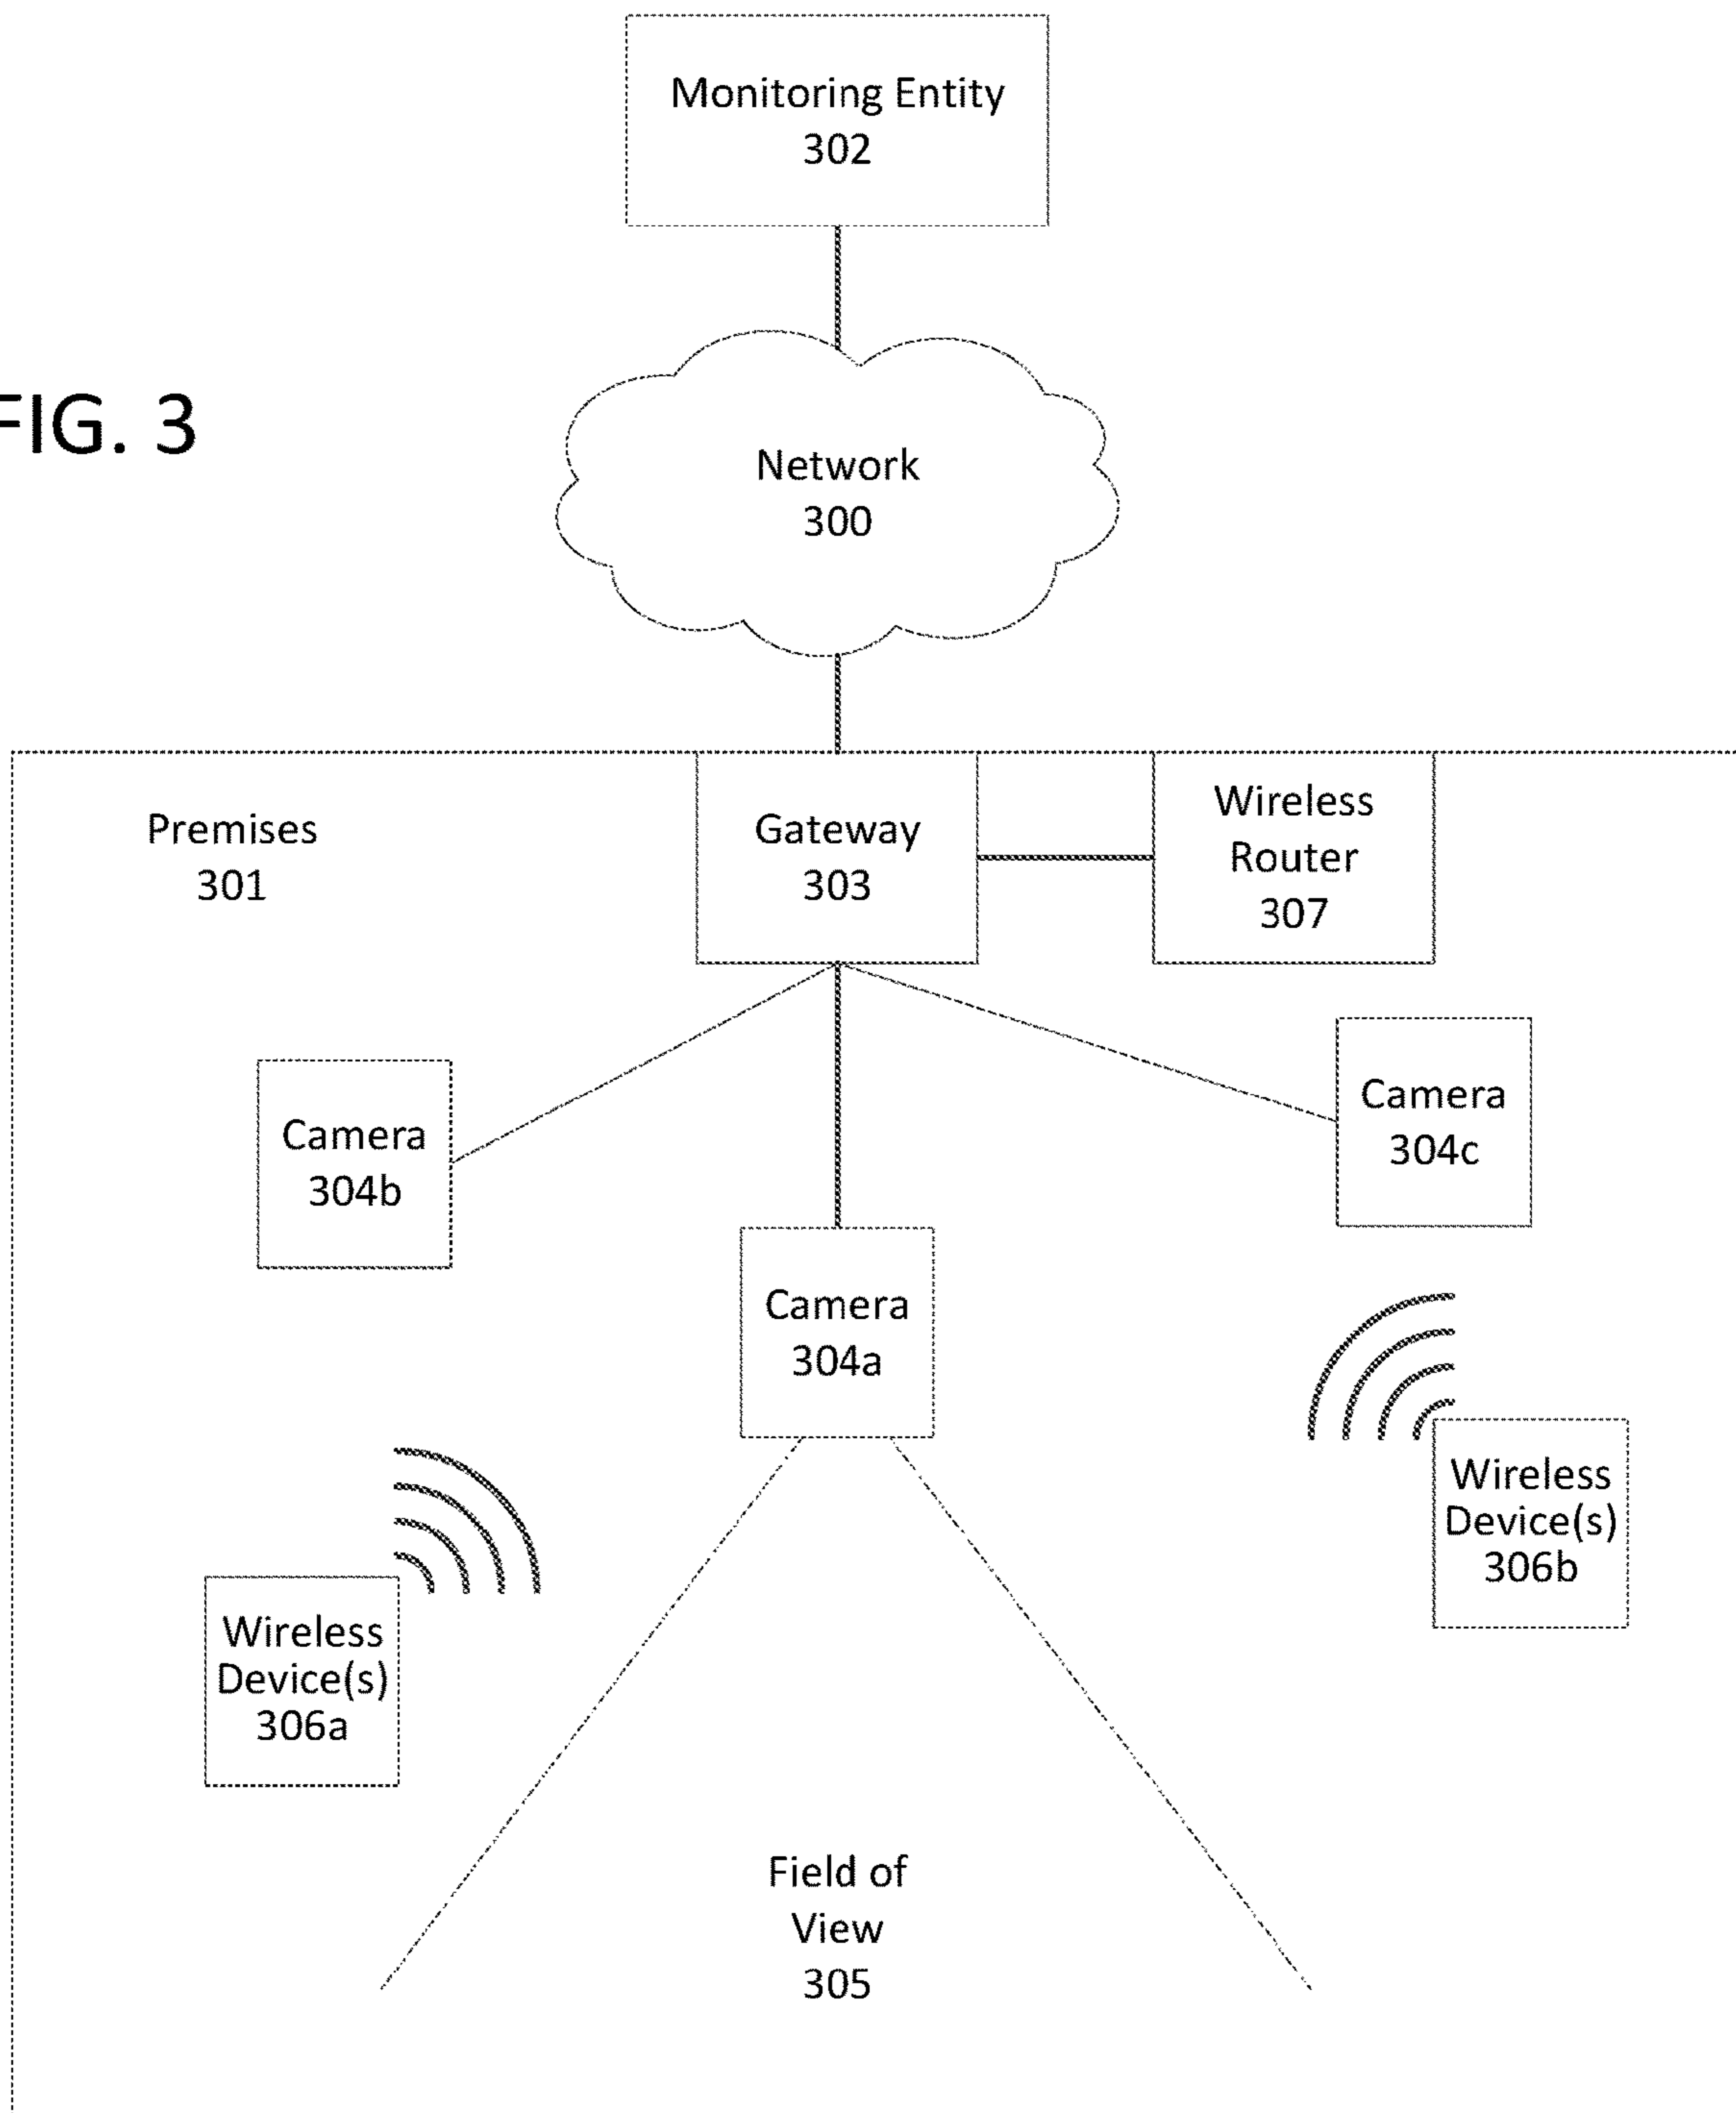 Monitoring Entity
302
FIG. 3
Network
300
Premises
301
Gateway
303
Wireless
Router
307
Camera
304b
Camera
304c
Camera
304a
Wireless
Device(s)
306b
Wireless
Device(s)
306a
Field of
View
305